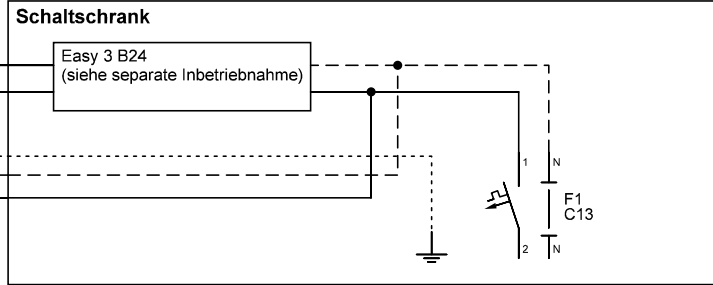 Schaltschrank
Easy 3 B24
(siehe separate Inbetriebnahme)
1
N
F1
C13
2
N